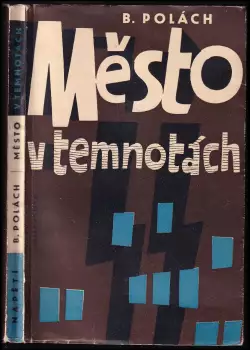 B. POLÁCH
Město
v temnotách
NAPĚTÍ
B. POLÁCH
MĚSTO
V TEMNOTÁCH